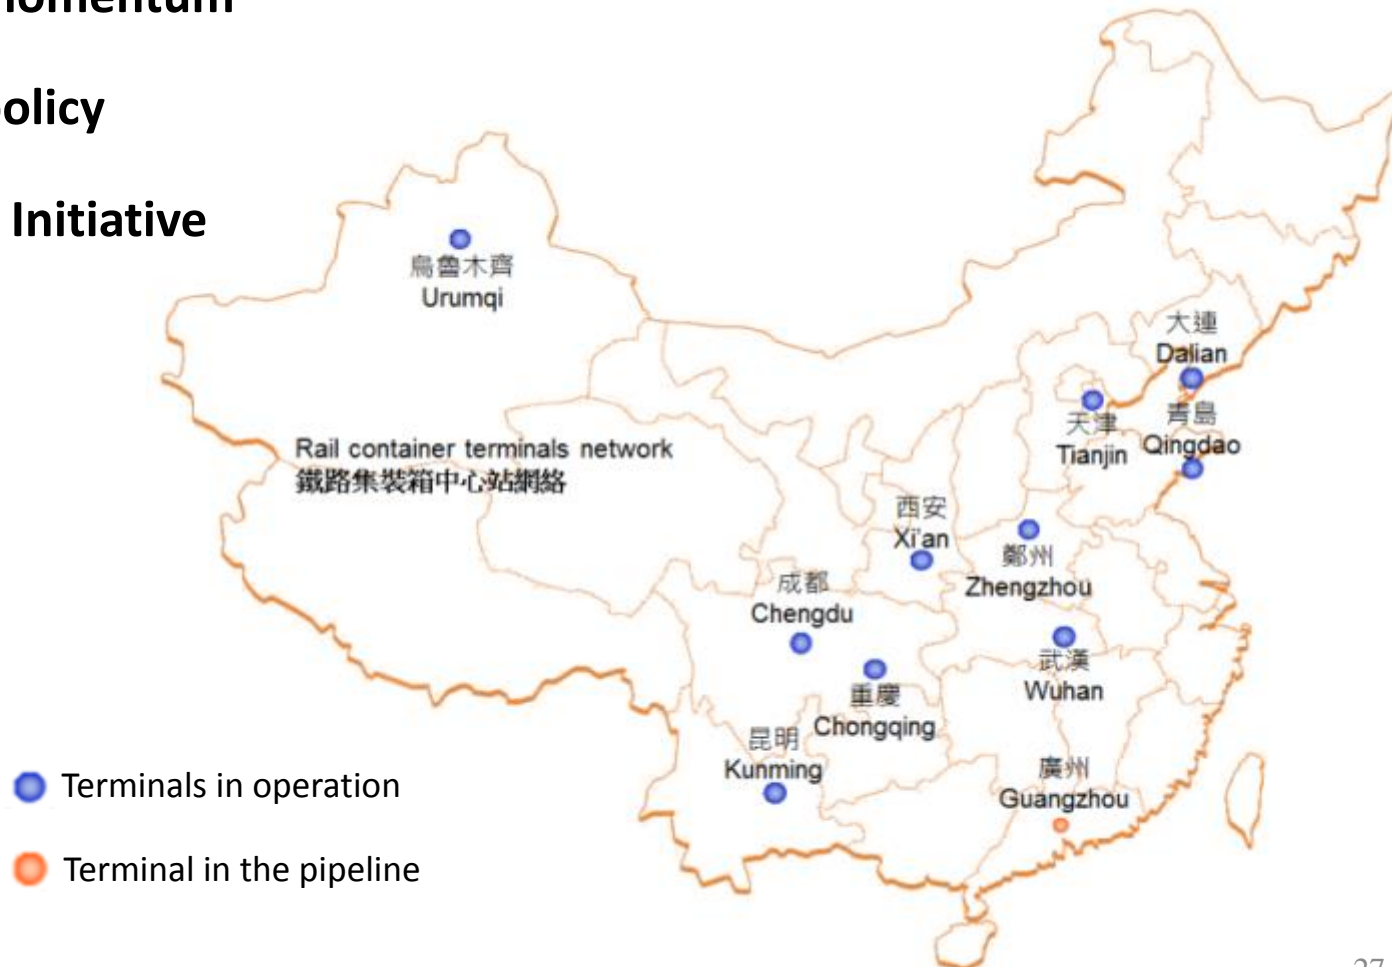 olicy
Initiative
烏魯木齊
Urumqi
大連
Dalian
天津
Tianjin
青島
Qingdao
Rail container terminals network
鐵路集裝箱中心站網絡
西安
Xi'an
鄭州
Zhengzhou
成都
Chengdu
武漢
Wuhan
重慶
Chongqing
昆明
Kunming
廣州
Guangzhou
Terminals in operation
Terminal in the pipeline